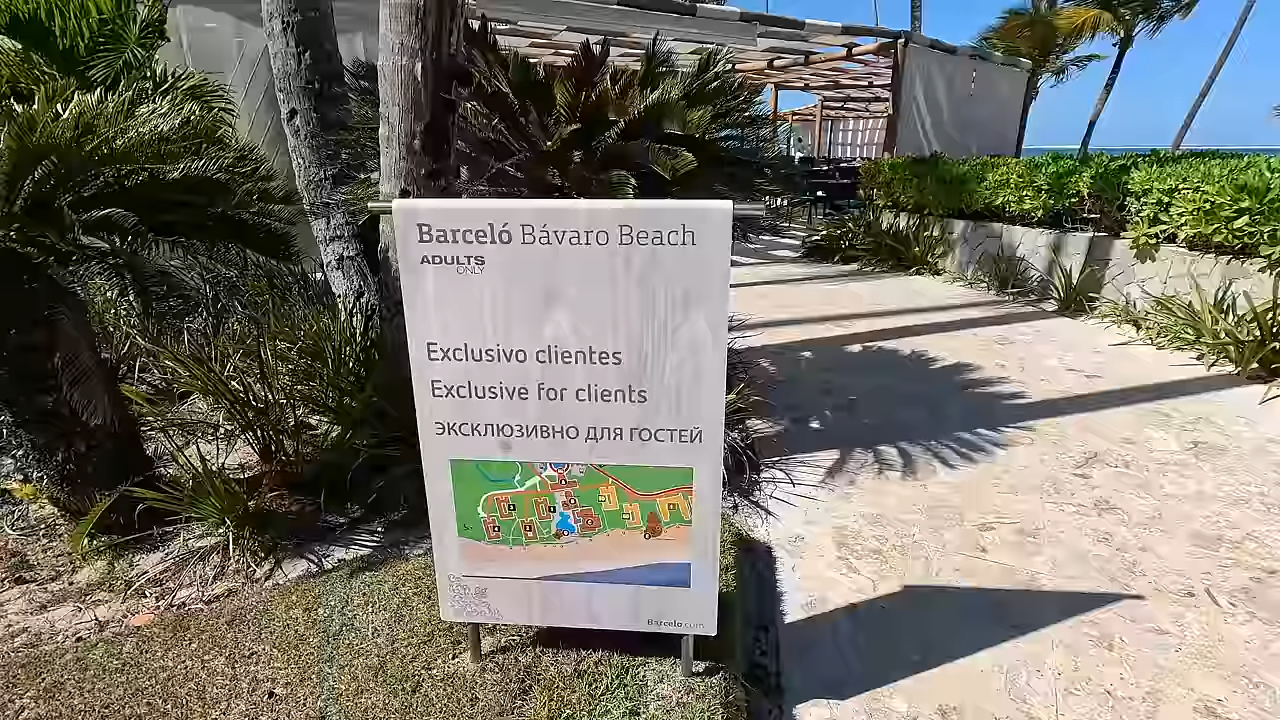 Barceló Bávaro Beach
ADULTS
ONLY
Exclusivo clientes
Exclusive for clients
ЭКСКЛЮЗИВНО ДЛЯ ГОСТЕЙ
Barcelo.com